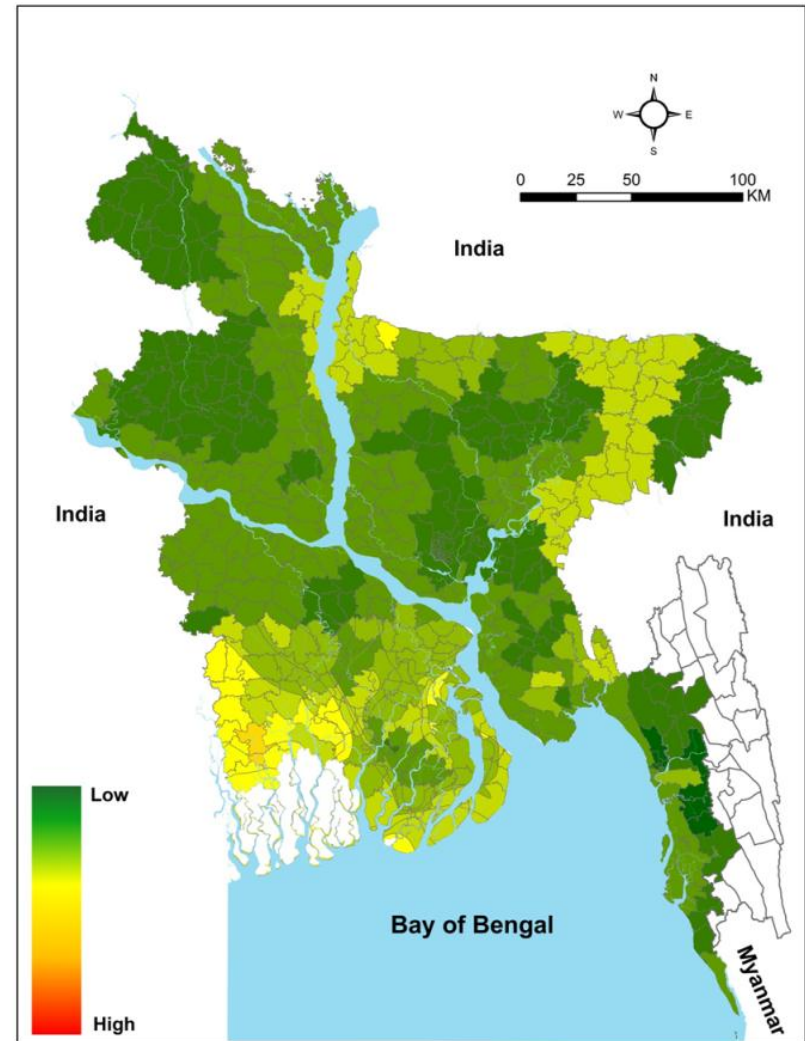 N
W E
S
0 25 50 100
KM
India
India
India
Low
High
Bay of Bengal
Myanmar